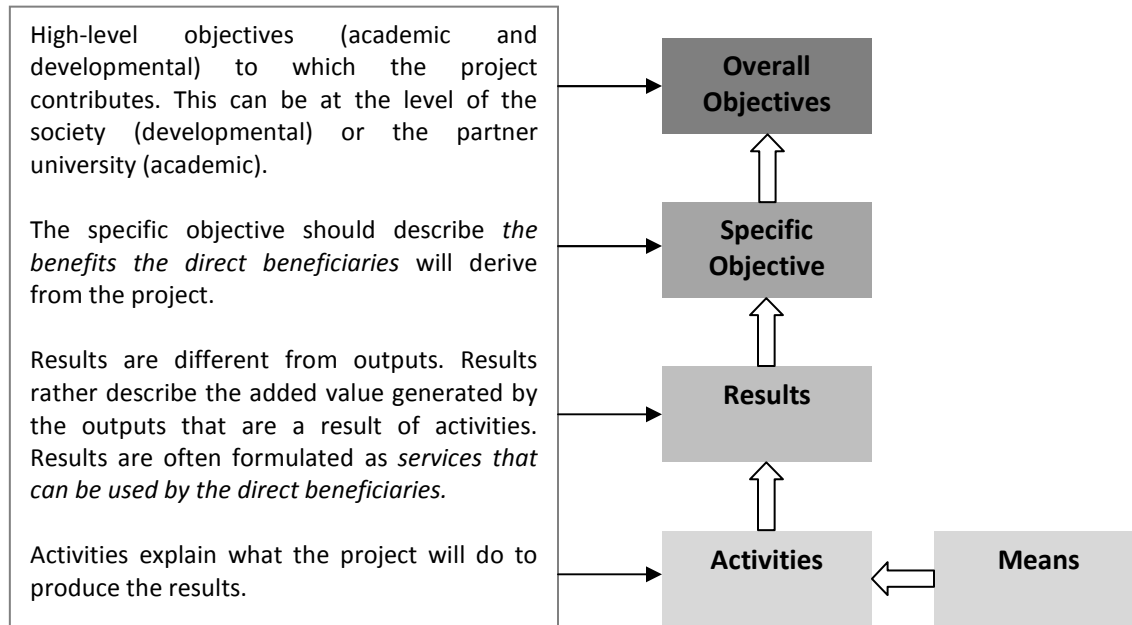 High-level objectives (academic and
developmental) to which the project
contributes. This can be at the level of the
society (developmental) or the partner
university (academic).
The specific objective should describe the
benefits the direct beneficiaries will derive
from the project.
Results are different from outputs. Results
rather describe the added value generated by
the outputs that are a result of activities.
Results are often formulated as services that
can be used by the direct beneficiaries.
Activities explain what the project will do to
produce the results.
Overall
Objectives
Specific
Objective
Results
Activities
Means